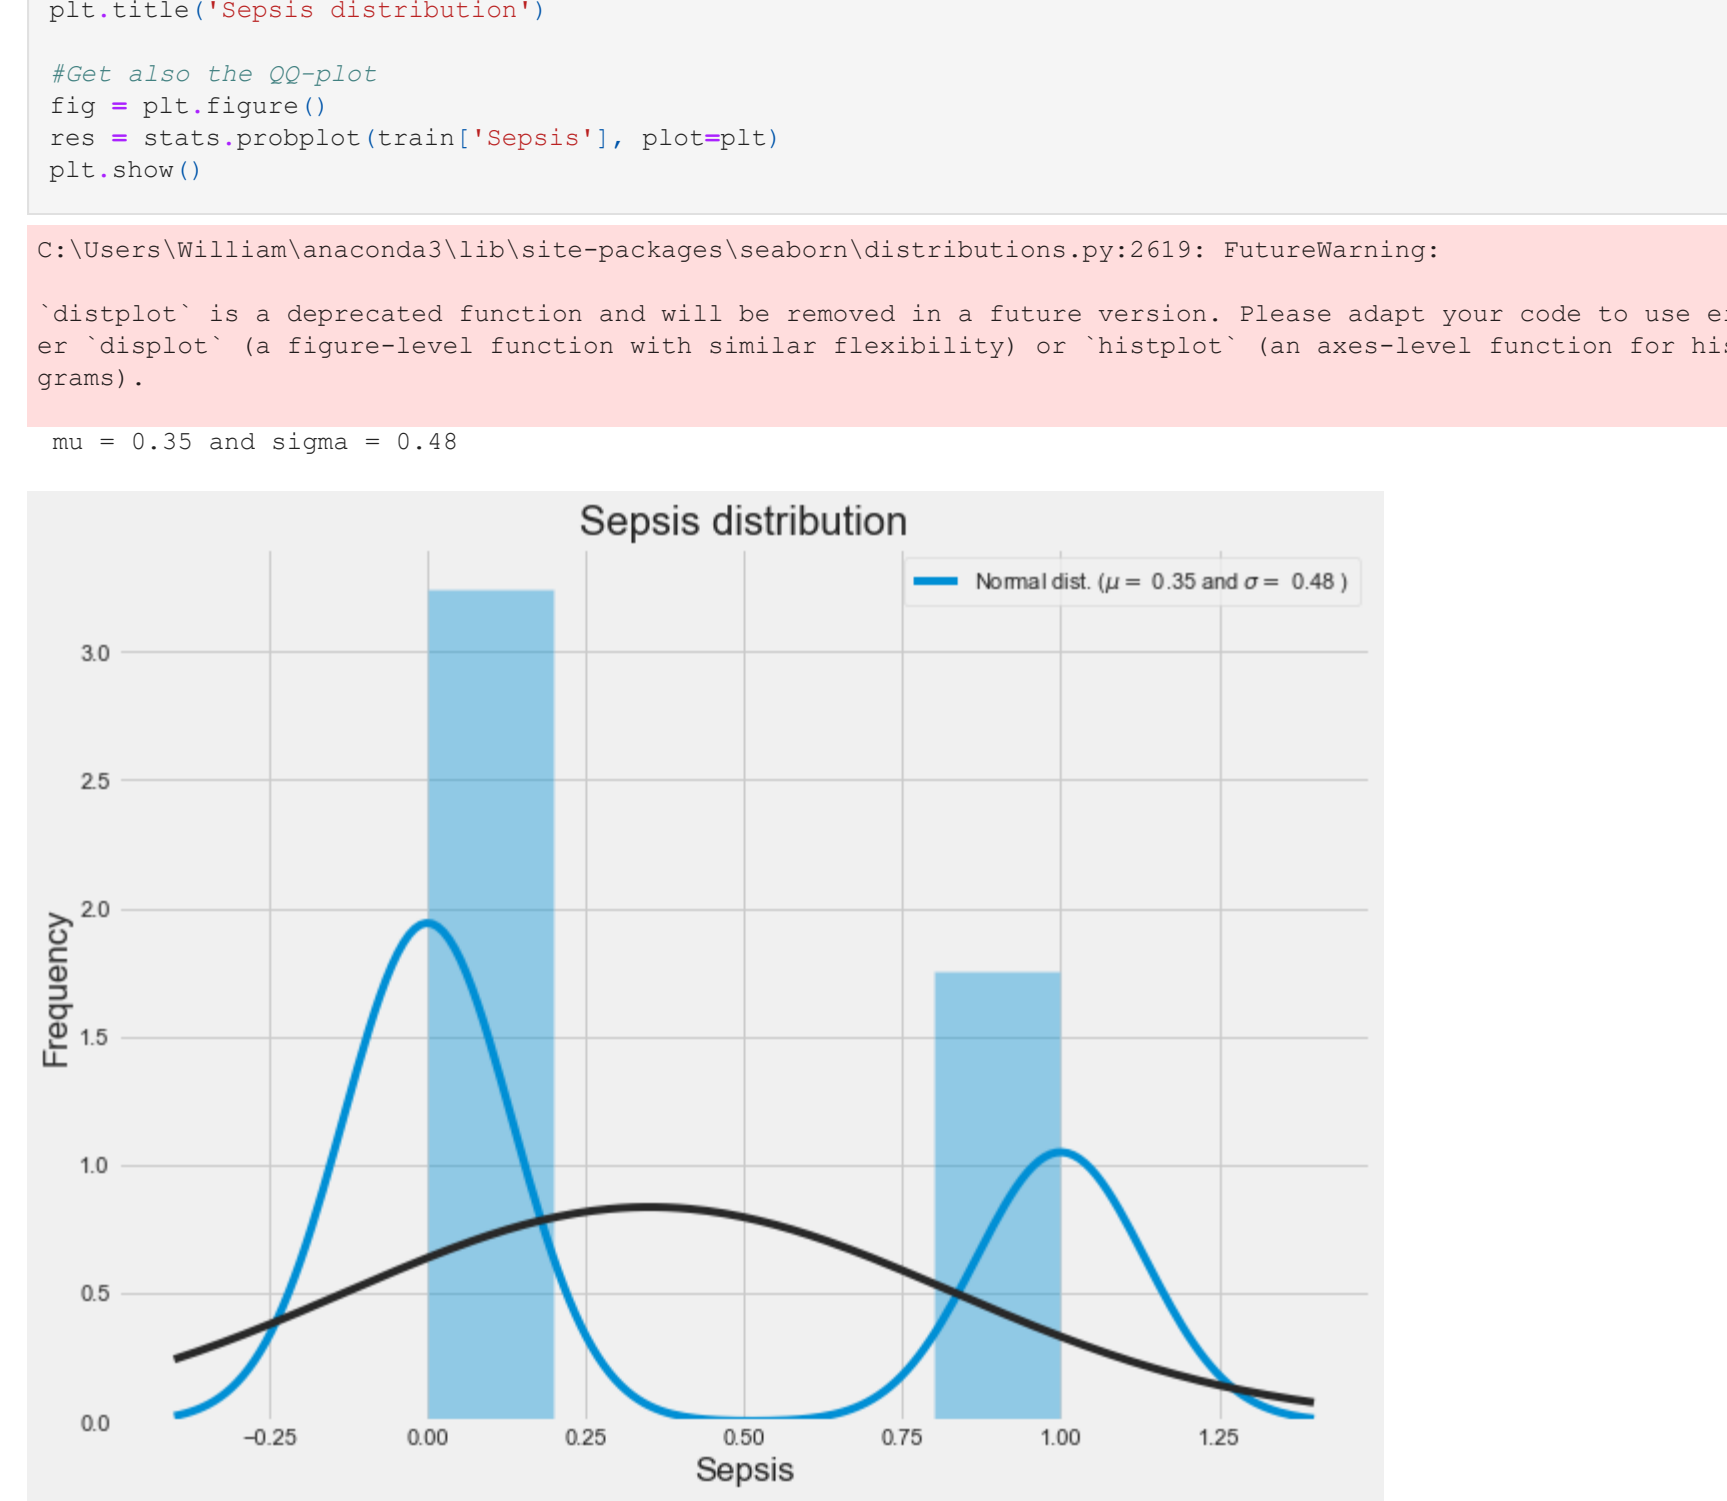 plt.title('Sepsis distribution')
#Get also the QQ-plot
fig = plt.figure()
res = stats.probplot(train['Sepsis'], plot=plt)
plt.show()
C:\Users\William\anaconda3\lib\site-packages\seaborn\distributions.py:2619: FutureWarning:
`distplot` is a deprecated function and will be removed in a future version. Please adapt your code to use
er `displot` (a figure-level function with similar flexibility) or `histplot` (an axes-level function for
grams).
mu = 0.35 and sigma = 0.48
Sepsis distribution
Normal dist. (μ = 0.35 and σ = 0.48 )
3.0
2.5
2.0
1.5
1.0
0.5
0.0
Frequency
−0.25 0.00 0.25 0.50 0.75 1.00 1.25
Sepsis